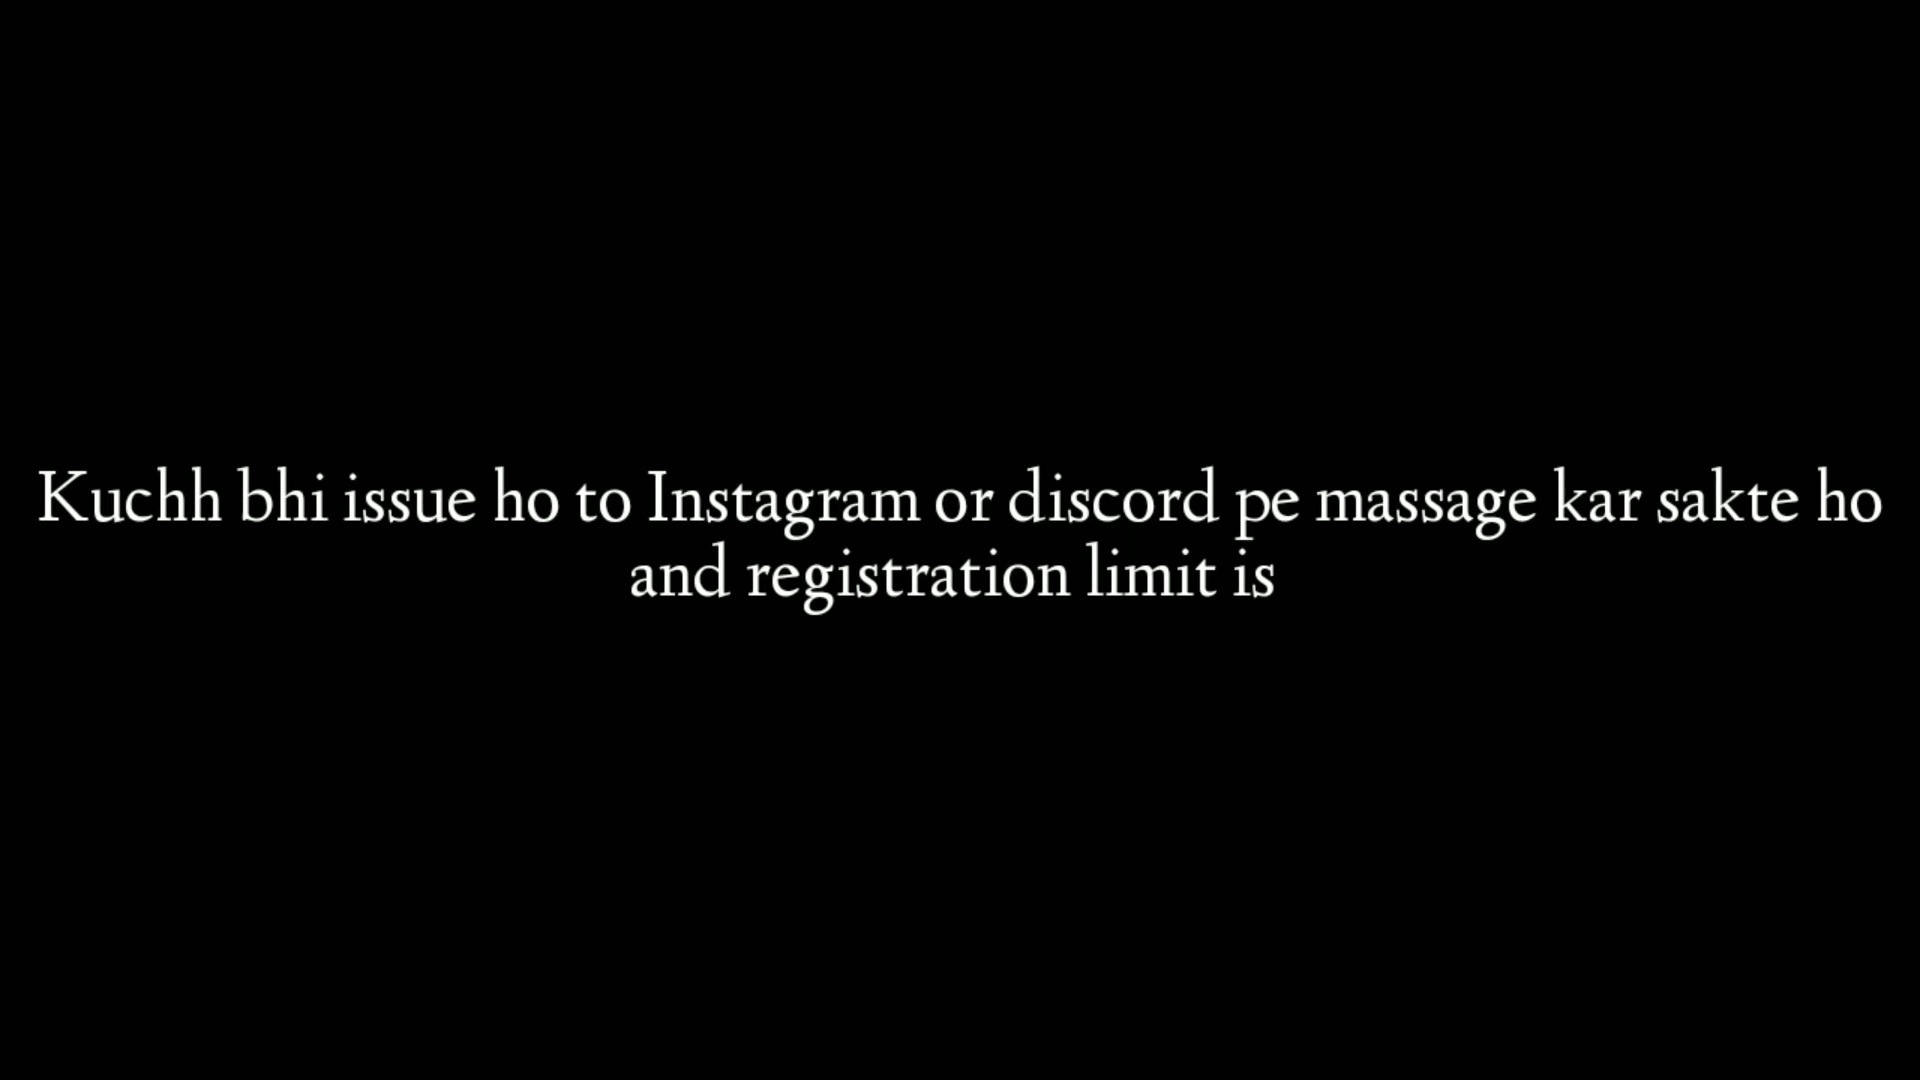 Kuchh bhi issue ho to Instagram or discord pe massage kar sakte ho
and registration limit is